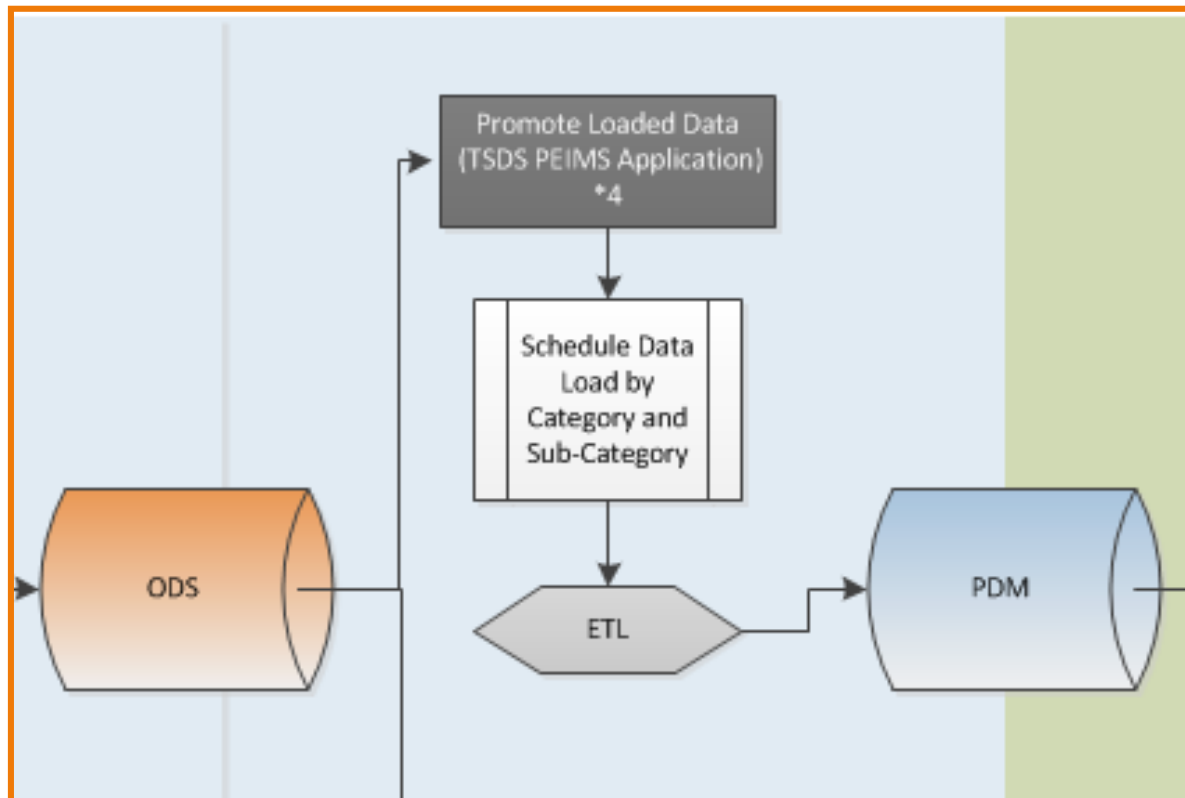 Promote Loaded Data
(TSDS PEIMS Application)
*4
Schedule Data
Load by
Category and
Sub-Category
ODS
ETL
PDM